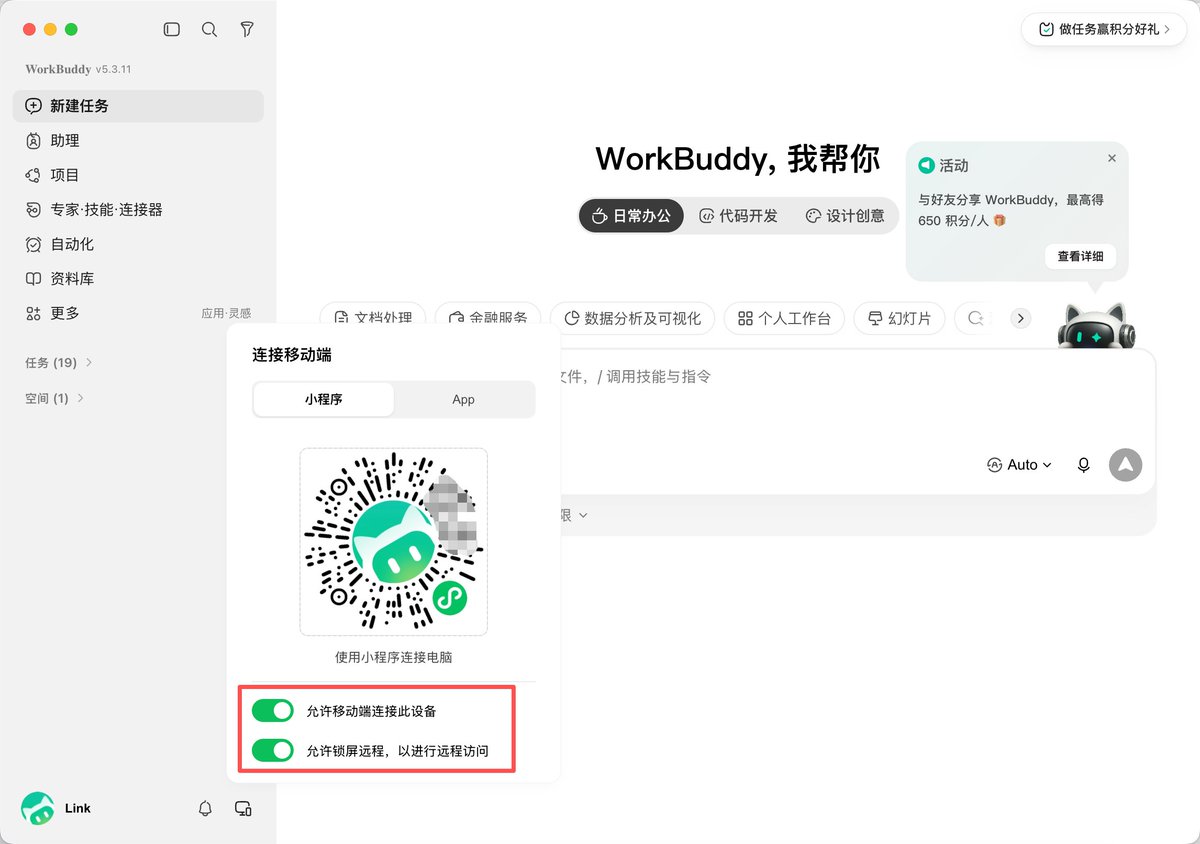 做任务赢积分好礼
WorkBuddy v5.3.11
新建任务
助理
项目
专家·技能·连接器
自动化
资料库
更多
应用·灵感
任务 (19)
空间 (1)
WorkBuddy, 我帮你
日常办公
代码开发
设计创意
活动
与好友分享 WorkBuddy，最高得
650 积分/人
查看详细
文档处理
金融服务
数据分析及可视化
个人工作台
幻灯片
文件，/ 调用技能与指令
Auto
限
连接移动端
小程序
App
使用小程序连接电脑
允许移动端连接此设备
允许锁屏远程，以进行远程访问
Link